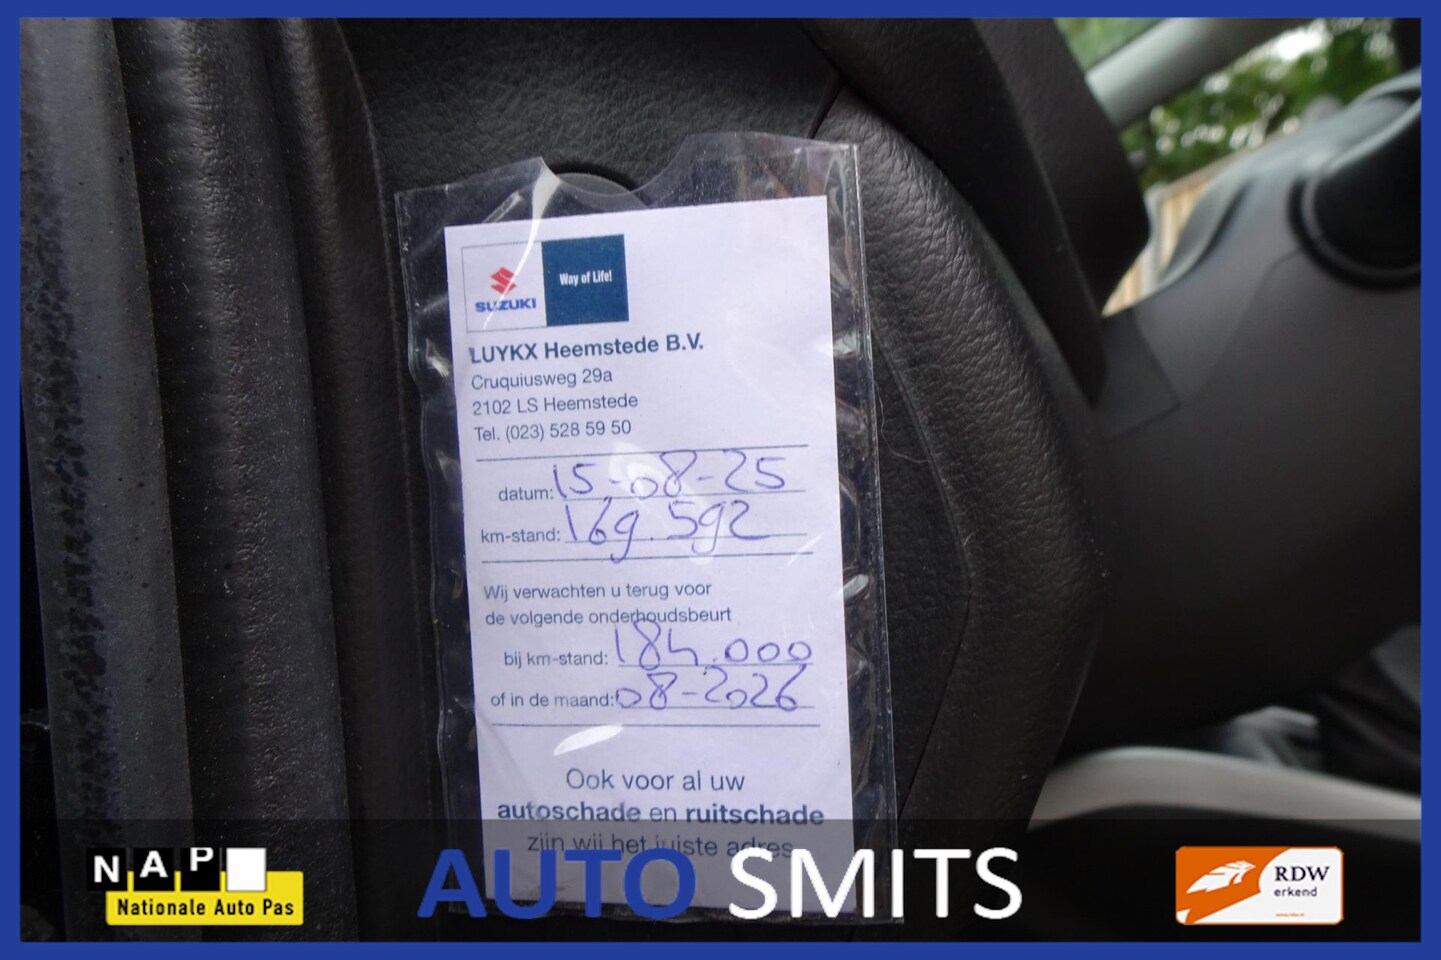 SUZUKI
Way of Life!
LUYKX Heemstede B.V.
Cruquiusweg 29a
2102 LS Heemstede
Tel. (023) 528 59 50
datum: 15-08-25
km-stand: 169.592
Wij verwachten u terug voor
de volgende onderhoudsbeurt
bij km-stand: 184.000
of in de maand: 08-2026
Ook voor al uw
autoschade en ruitschade
zijn wij het juiste adres
NAP
Nationale Auto Pas
AUTO SMITS
RDW
erkend